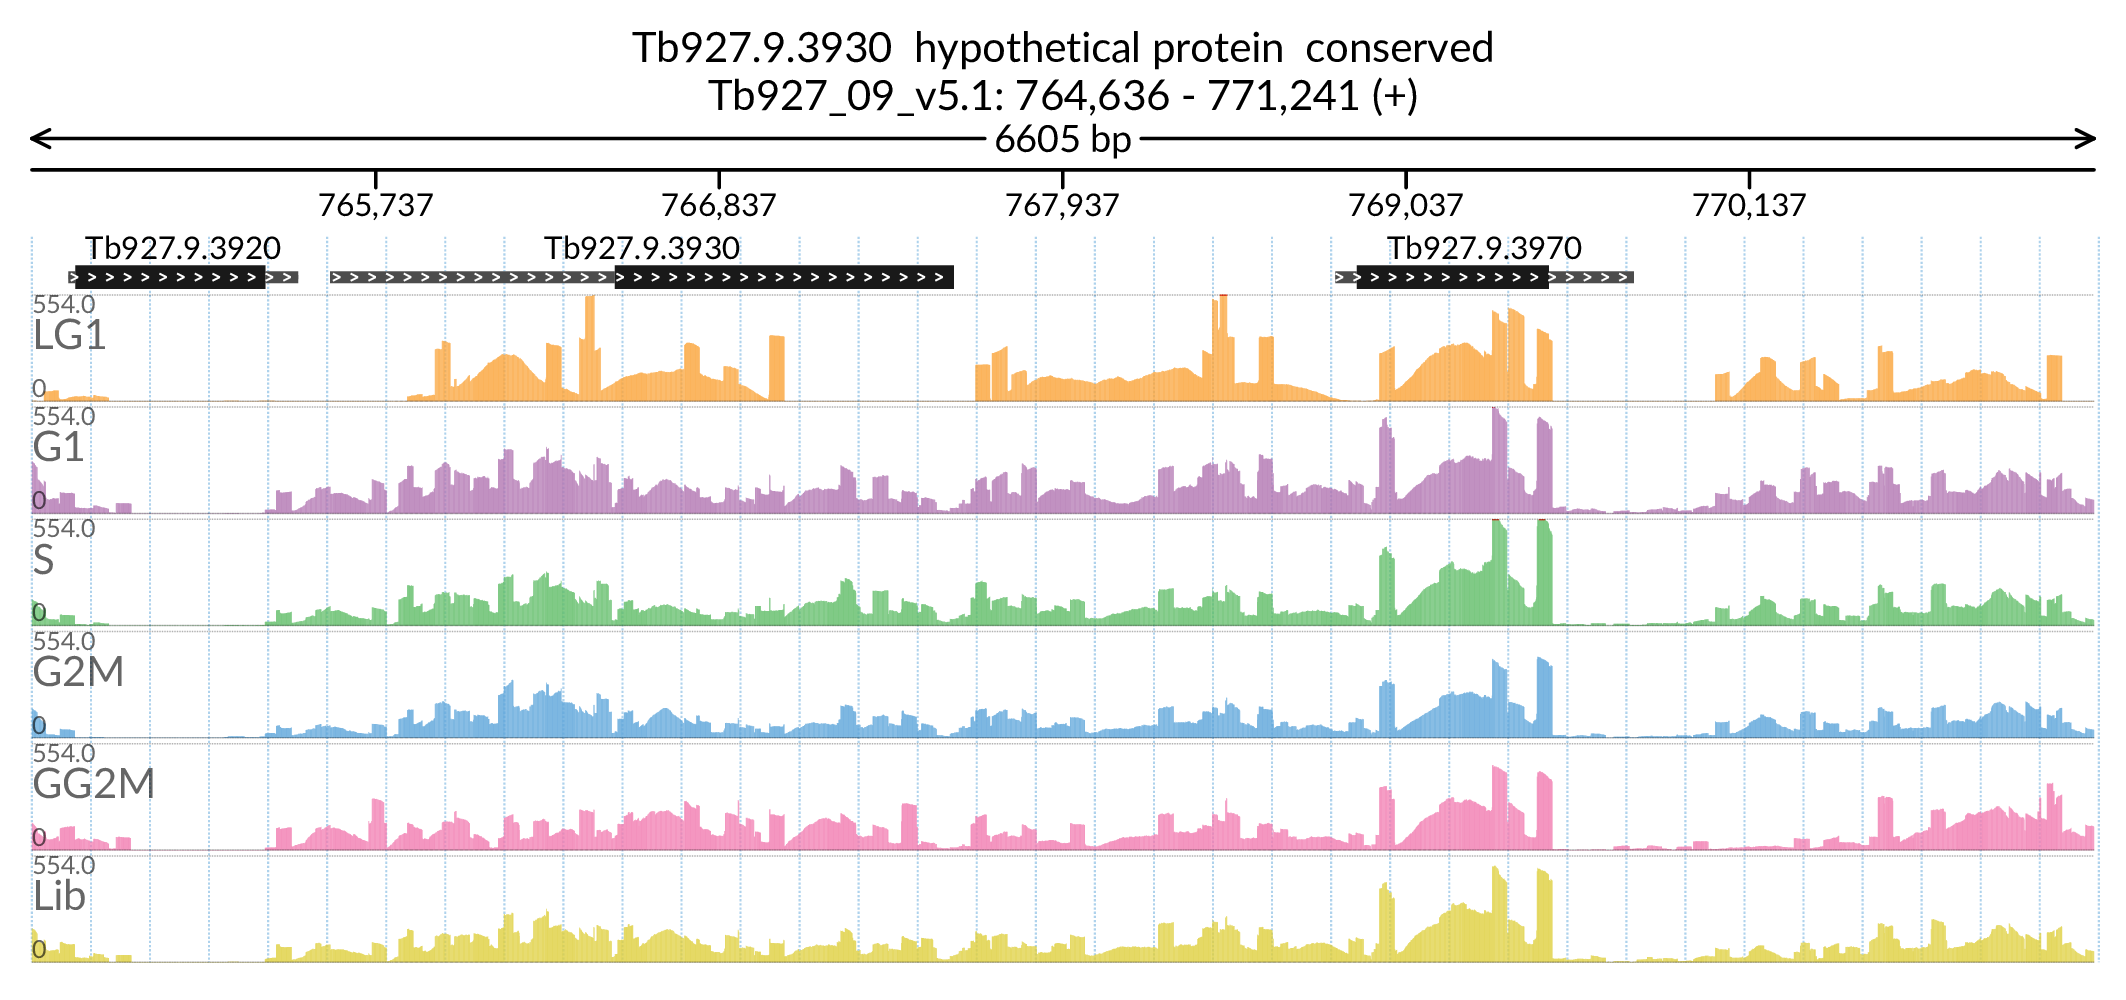 Tb927.9.3930  hypothetical protein  conserved
Tb927_09_v5.1: 764,636 - 771,241 (+)
6605 bp
765,737 766,837 767,937 769,037 770,137
Tb927.9.3920 Tb927.9.3930 Tb927.9.3970
554.0
LG1
0
554.0
G1
0
554.0
S
0
554.0
G2M
0
554.0
GG2M
0
554.0
Lib
0